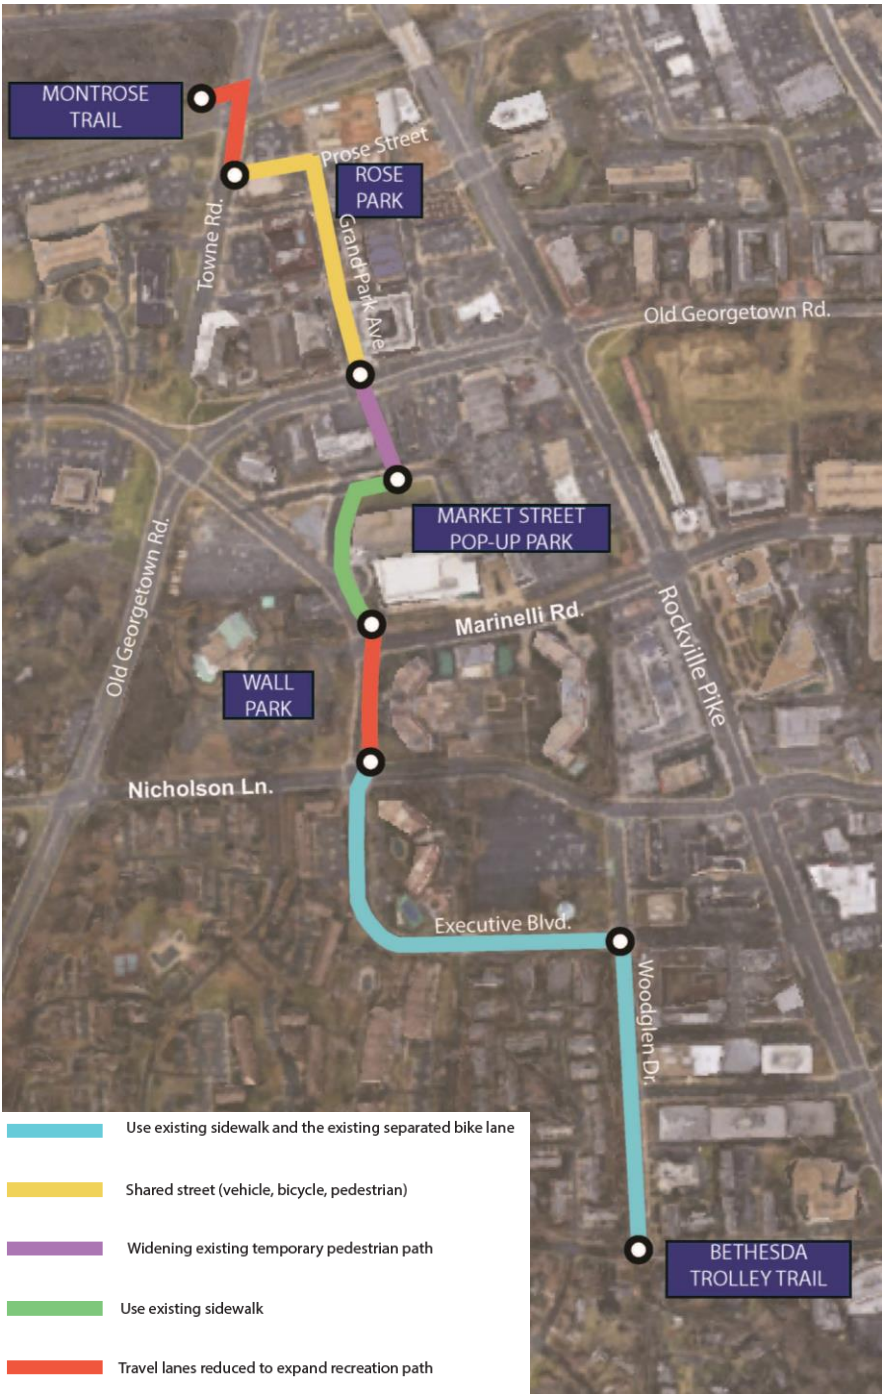 MONTROSE
TRAIL
Prose Street
ROSE
PARK
Towne Rd.
Grand Park Ave.
Old Georgetown Rd.
MARKET STREET
POP-UP PARK
Old Georgetown Rd.
Marinelli Rd.
Rockville Pike
WALL
PARK
Nicholson Ln.
Executive Blvd.
Woodglen Dr.
Use existing sidewalk and the existing separated bike lane
Shared street (vehicle, bicycle, pedestrian)
Widening existing temporary pedestrian path
Use existing sidewalk
Travel lanes reduced to expand recreation path
BETHESDA
TROLLEY TRAIL